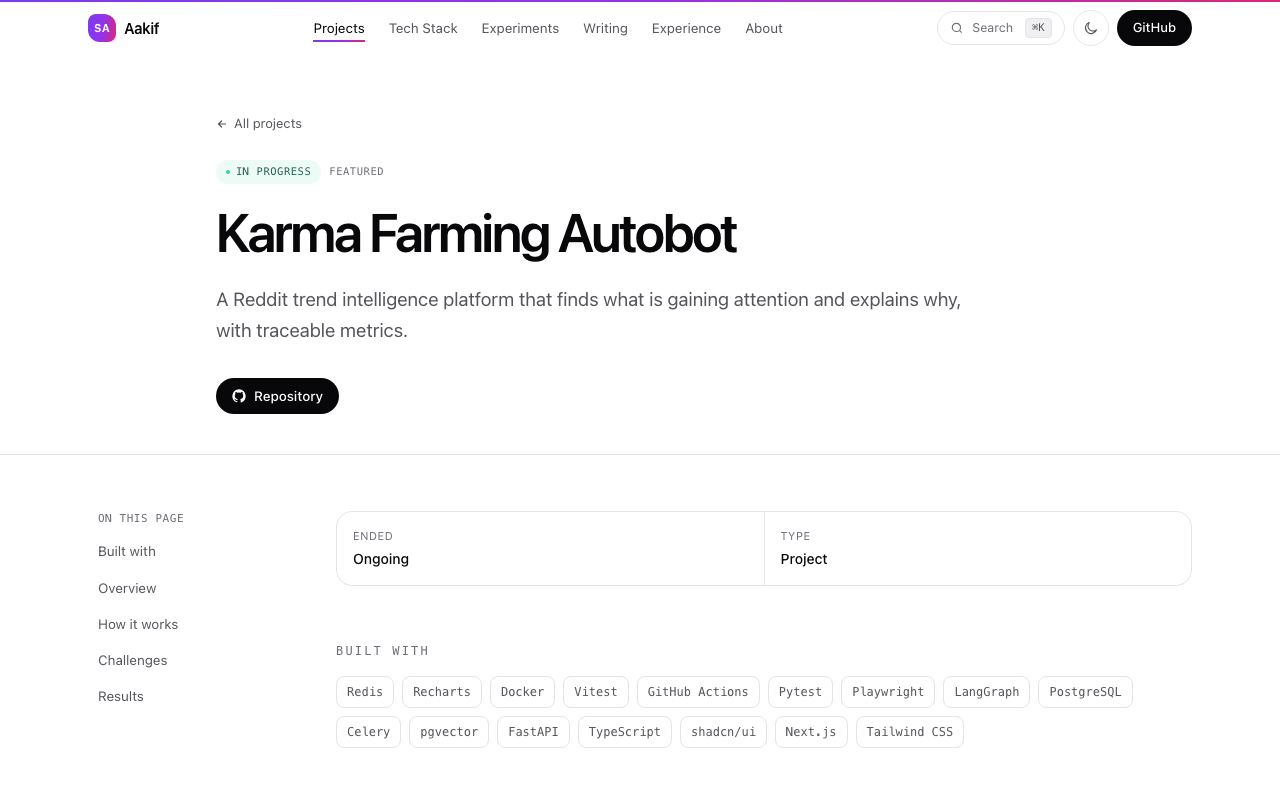 SA Aakif Projects Tech Stack Experiments Writing Experience About Search ⌘K GitHub
← All projects
IN PROGRESS FEATURED
Karma Farming Autobot
A Reddit trend intelligence platform that finds what is gaining attention and explains why,
with traceable metrics.
Repository
ON THIS PAGE
Built with
Overview
How it works
Challenges
Results
ENDED
Ongoing
TYPE
Project
BUILT WITH
Redis Recharts Docker Vitest GitHub Actions Pytest Playwright LangGraph PostgreSQL
Celery pgvector FastAPI TypeScript shadcn/ui Next.js Tailwind CSS